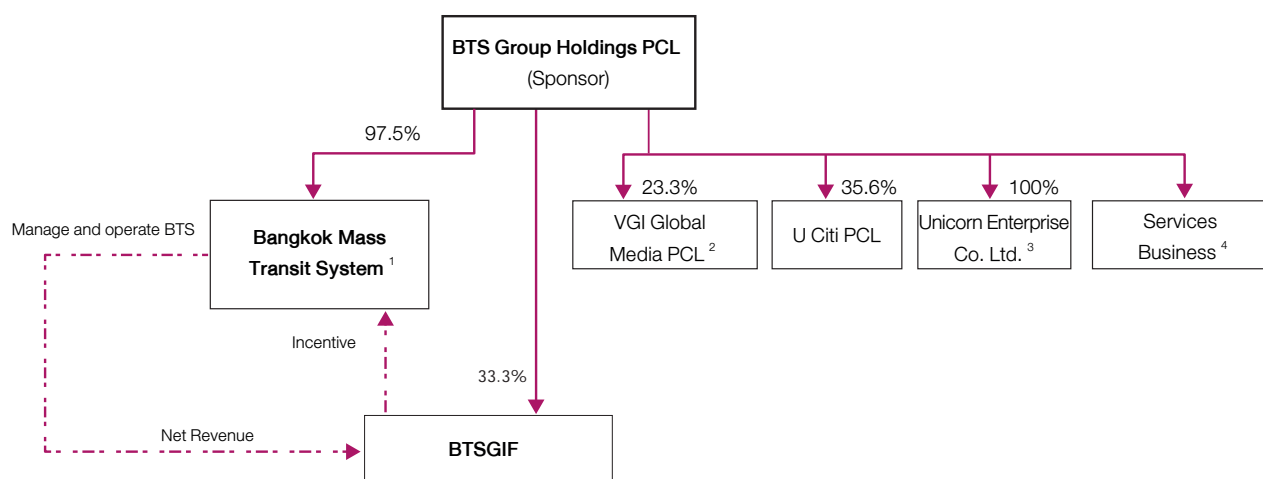 BTS Group Holdings PCL
(Sponsor)
97.5%
23.3%
35.6%
100%
Manage and operate BTS
Bangkok Mass
Transit System 1
VGI Global
Media PCL 2
U Citi PCL
Unicorn Enterprise
Co. Ltd. 3
Services
Business 4
Incentive
33.3%
Net Revenue
BTSGIF